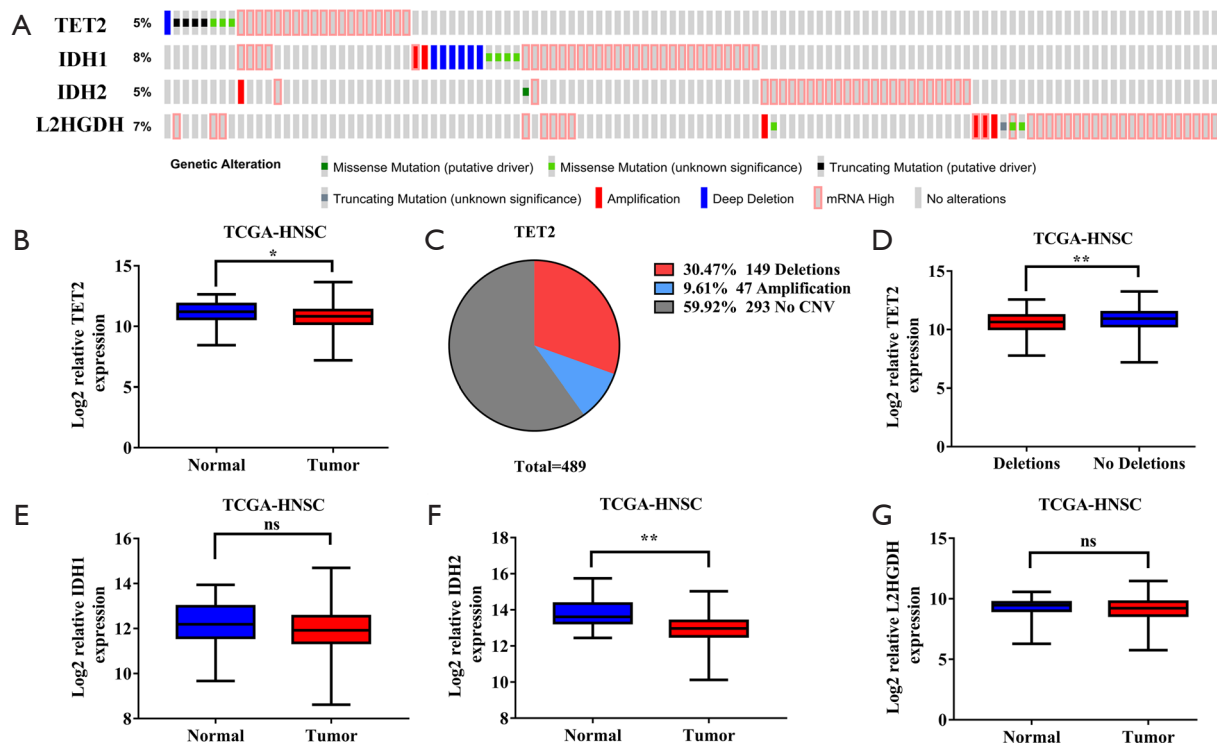 A
TET2 5%
IDH1 8%
IDH2 5%
L2HGDH 7%
Genetic Alteration
Missense Mutation (putative driver) Missense Mutation (unknown significance) Truncating Mutation (putative driver)
Truncating Mutation (unknown significance) Amplification Deep Deletion mRNA High No alterations
B
TCGA-HNSC
*
Log2 relative TET2
expression
15
10
5
0
Normal Tumor
C
TET2
30.47% 149 Deletions
9.61% 47 Amplification
59.92% 293 No CNV
Total=489
D
TCGA-HNSC
**
Log2 relative TET2
expression
15
10
5
0
Deletions No Deletions
E
TCGA-HNSC
ns
Log2 relative IDH1
expression
16
14
12
10
8
Normal Tumor
F
TCGA-HNSC
**
Log2 relative IDH2
expression
18
16
14
12
10
8
Normal Tumor
G
TCGA-HNSC
ns
Log2 relative L2HGDH
expression
15
10
5
0
Normal Tumor